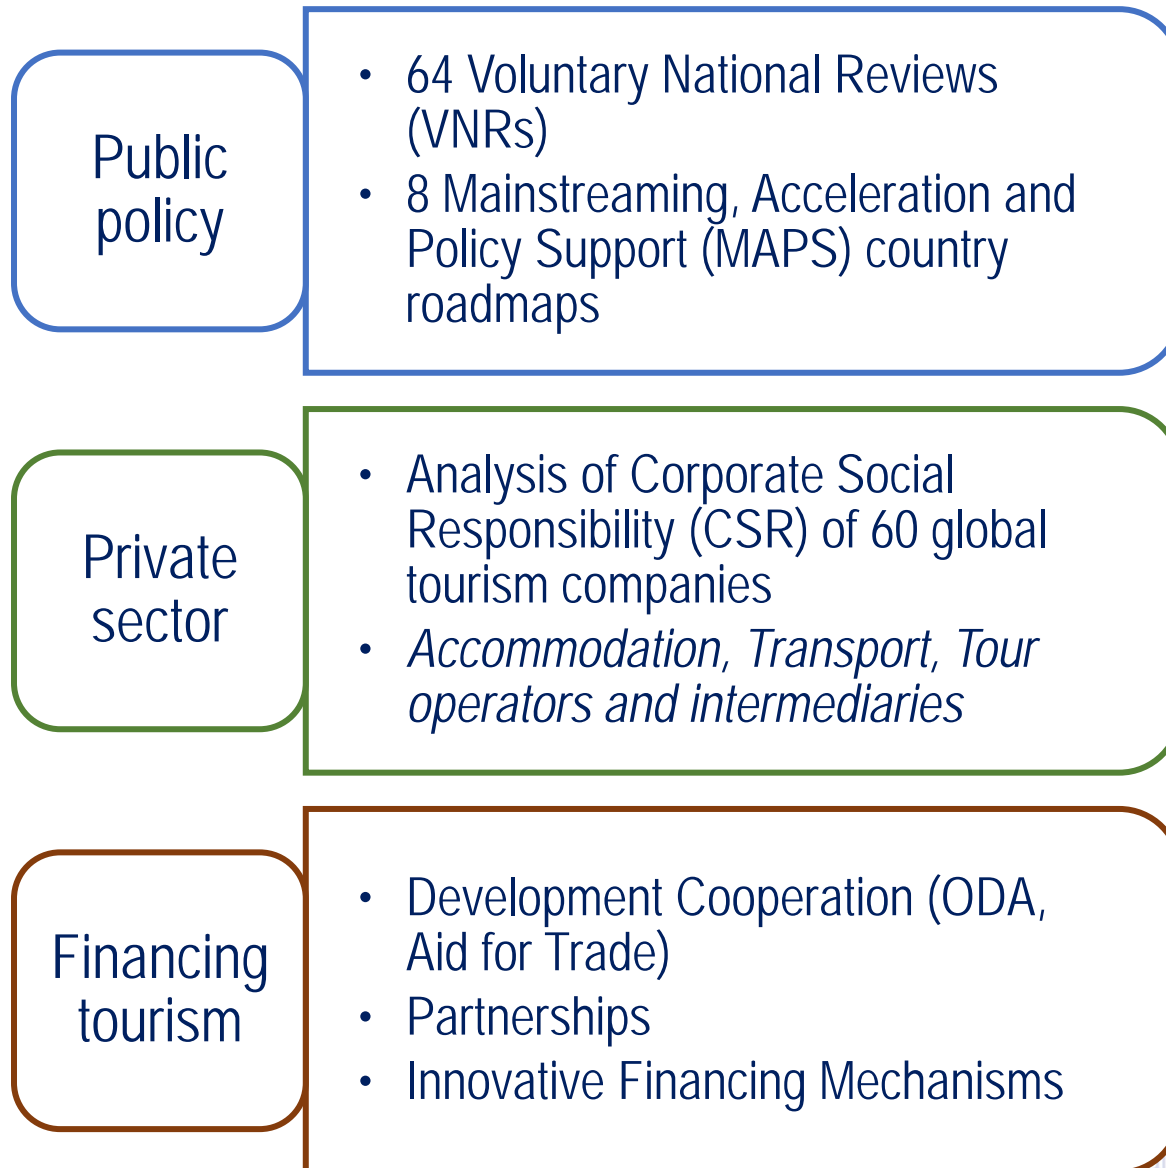 Public
policy
• 64 Voluntary National Reviews
(VNRs)
• 8 Mainstreaming, Acceleration and
Policy Support (MAPS) country
roadmaps
Private
sector
• Analysis of Corporate Social
Responsibility (CSR) of 60 global
tourism companies
• Accommodation, Transport, Tour
operators and intermediaries
Financing
tourism
• Development Cooperation (ODA,
Aid for Trade)
• Partnerships
• Innovative Financing Mechanisms